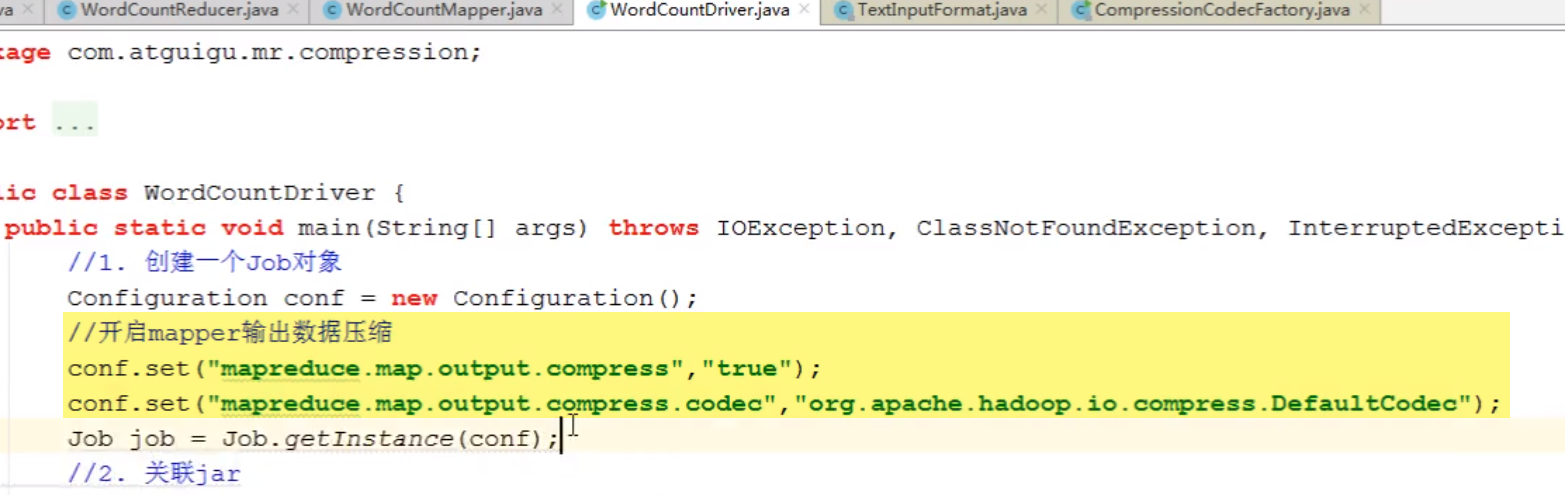 va WordCountReducer.java WordCountMapper.java WordCountDriver.java TextInputFormat.java CompressionCodecFactory.java
kage com.atguigu.mr.compression;
ort ...
lic class WordCountDriver {
public static void main(String[] args) throws IOException, ClassNotFoundException, InterruptedExcepti
//1. 创建一个Job对象
Configuration conf = new Configuration();
//开启mapper输出数据压缩
conf.set("mapreduce.map.output.compress","true");
conf.set("mapreduce.map.output.compress.codec","org.apache.hadoop.io.compress.DefaultCodec");
Job job = Job.getInstance(conf);
//2. 关联jar